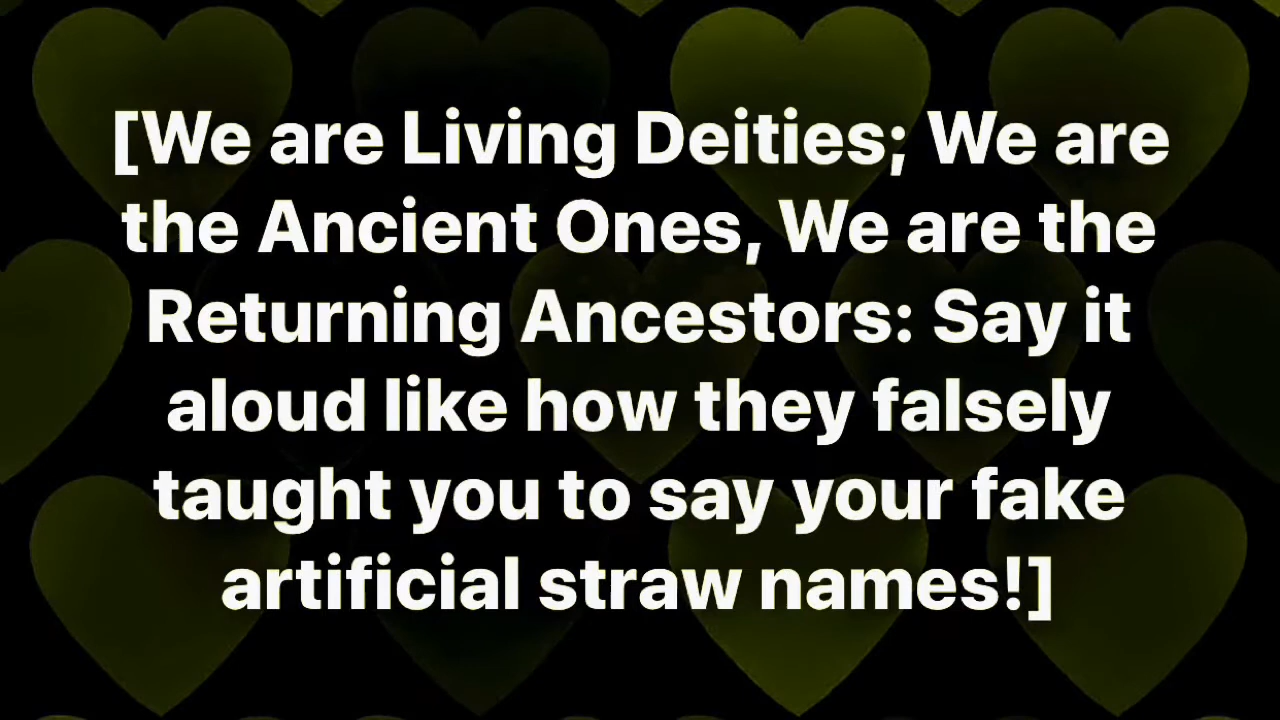 [We are Living Deities; We are
the Ancient Ones, We are the
Returning Ancestors: Say it
aloud like how they falsely
taught you to say your fake
artificial straw names!]